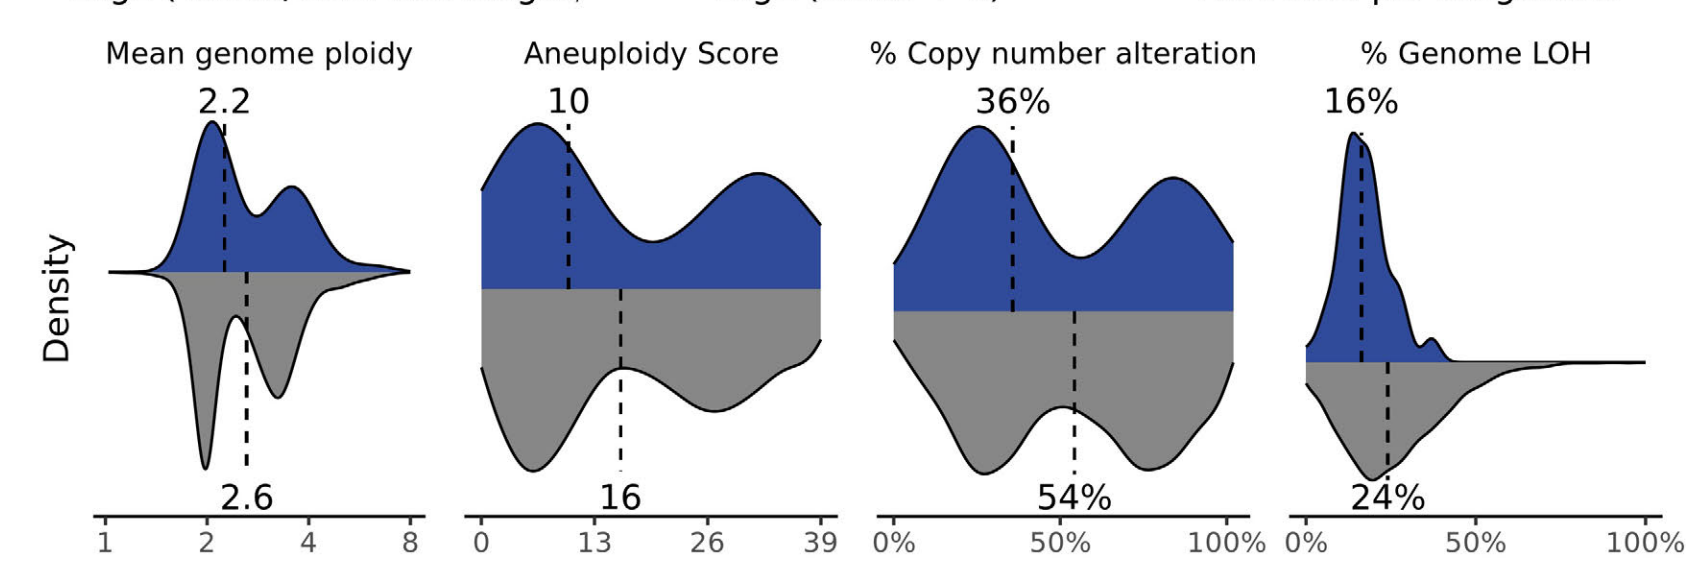 Mean genome ploidy Aneuploidy Score % Copy number alteration % Genome LOH
2.2 10 36% 16%
Density
2.6 16 54% 24%
1 2 4 8 0 13 26 39 0% 50% 100% 0% 50% 100%